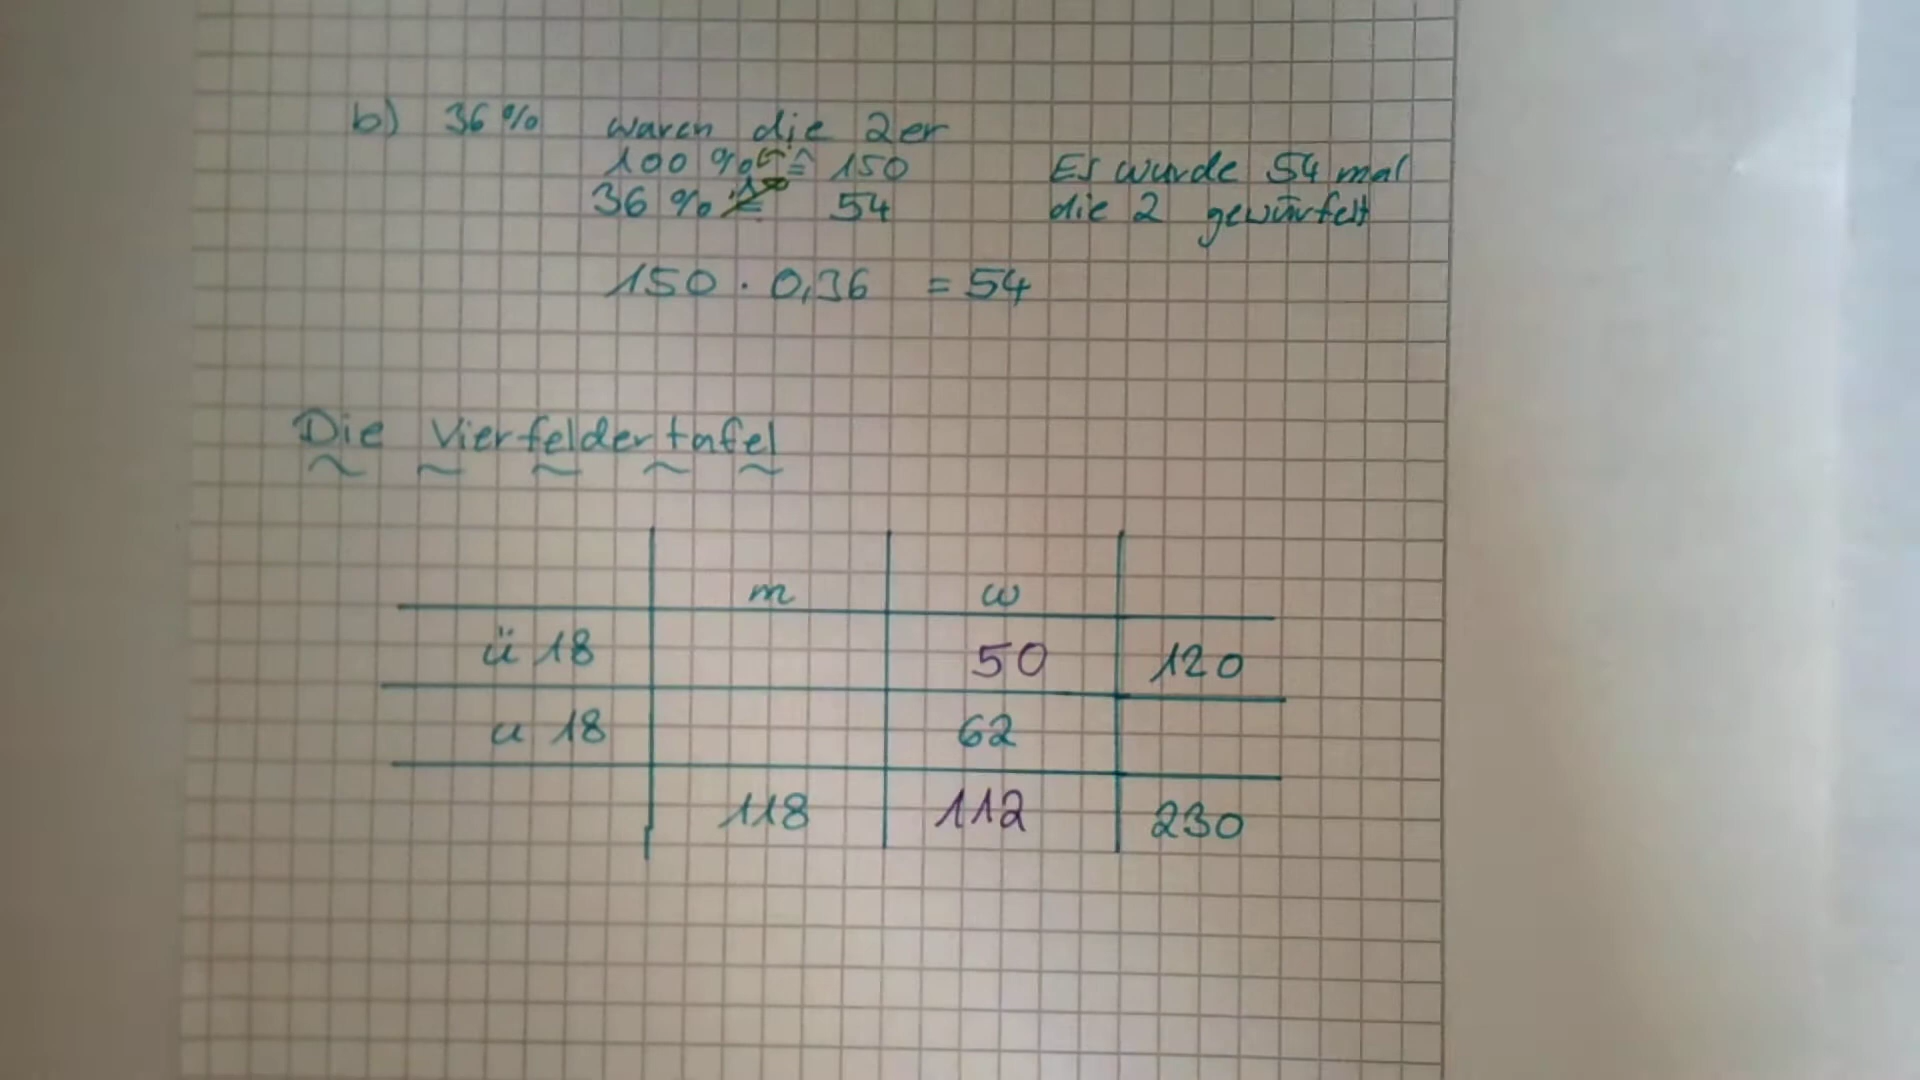 b) 36% waren die 2er
100% ≙ 150
36% ≙ 54
Es wurde 54 mal
die 2 gewürfelt
150 · 0,36 = 54
Die Vierfeldertafel
m w
ü 18 50 120
u 18 62
118 112 230